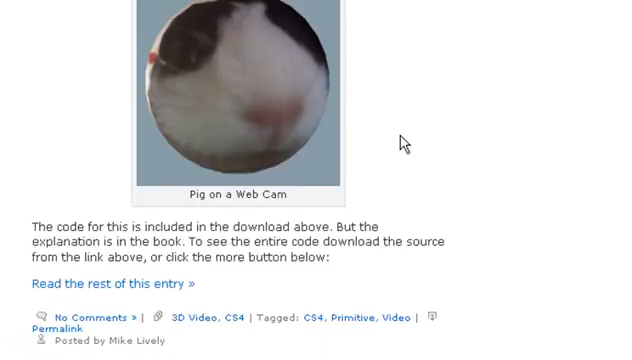 Pig on a Web Cam
The code for this is included in the download above. But the
explanation is in the book. To see the entire code download the source
from the link above, or click the more button below:
Read the rest of this entry »
No Comments » | 3D Video, CS4 | Tagged: CS4, Primitive, Video |
Permalink
Posted by Mike Lively